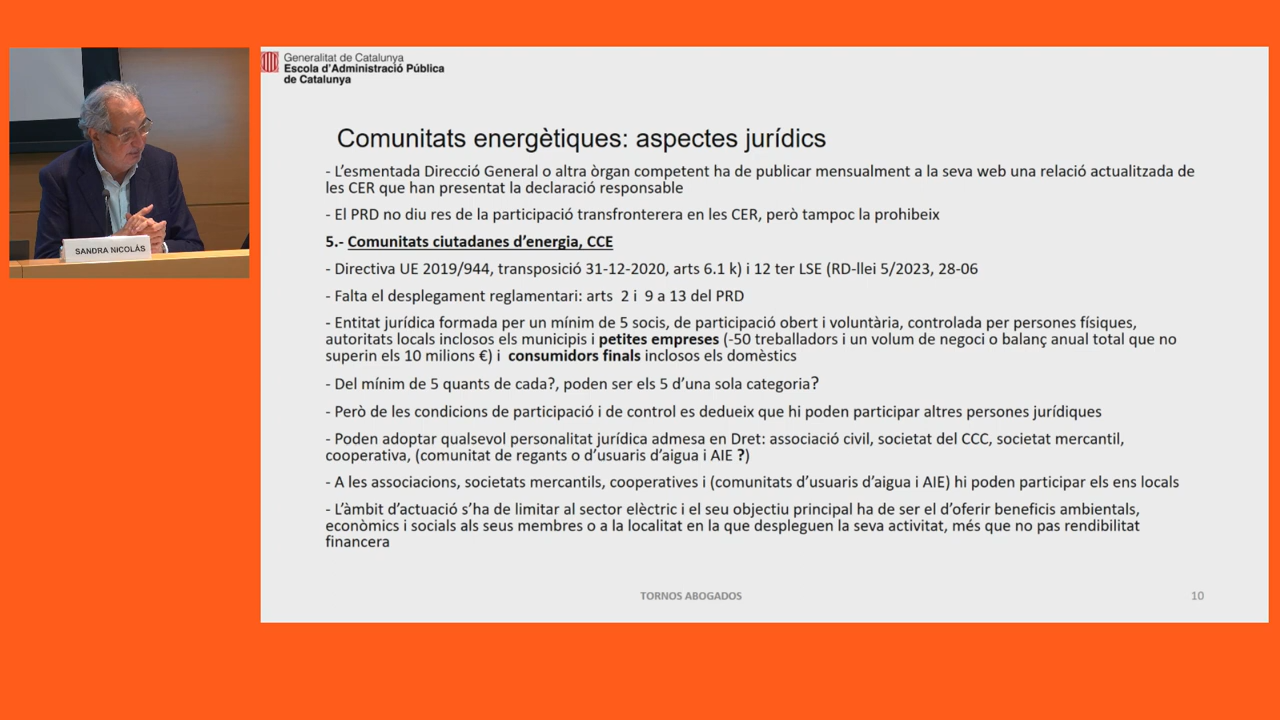 Generalitat de Catalunya
Escola d'Administració Pública
de Catalunya
Comunitats energètiques: aspectes jurídics
- L'esmentada Direcció General o altra òrgan competent ha de publicar mensualment a la seva web una relació actualitzada de
les CER que han presentat la declaració responsable
- El PRD no diu res de la participació transfronterera en les CER, però tampoc la prohibeix
5.- Comunitats ciutadanes d'energia, CCE
- Directiva UE 2019/944, transposició 31-12-2020, arts 6.1 k) i 12 ter LSE (RD-llei 5/2023, 28-06
- Falta el desplegament reglamentari: arts 2 i 9 a 13 del PRD
- Entitat jurídica formada per un mínim de 5 socis, de participació obert i voluntària, controlada per persones físiques,
autoritats locals inclosos els municipis i petites empreses (-50 treballadors i un volum de negoci o balanç anual total que no
superin els 10 milions €) i consumidors finals inclosos els domèstics
- Del mínim de 5 quants de cada?, poden ser els 5 d'una sola categoria?
- Però de les condicions de participació i de control es dedueix que hi poden participar altres persones jurídiques
- Poden adoptar qualsevol personalitat jurídica admesa en Dret: associació civil, societat del CCC, societat mercantil,
cooperativa, (comunitat de regants o d'usuaris d'aigua i AIE ?)
- A les associacions, societats mercantils, cooperatives i (comunitats d'usuaris d'aigua i AIE) hi poden participar els ens locals
- L'àmbit d'actuació s'ha de limitar al sector elèctric i el seu objectiu principal ha de ser el d'oferir beneficis ambientals,
econòmics i socials als seus membres o a la localitat en la que despleguen la seva activitat, més que no pas rendibilitat
financera
TORNOS ABOGADOS
10
SANDRA NICOLÀS